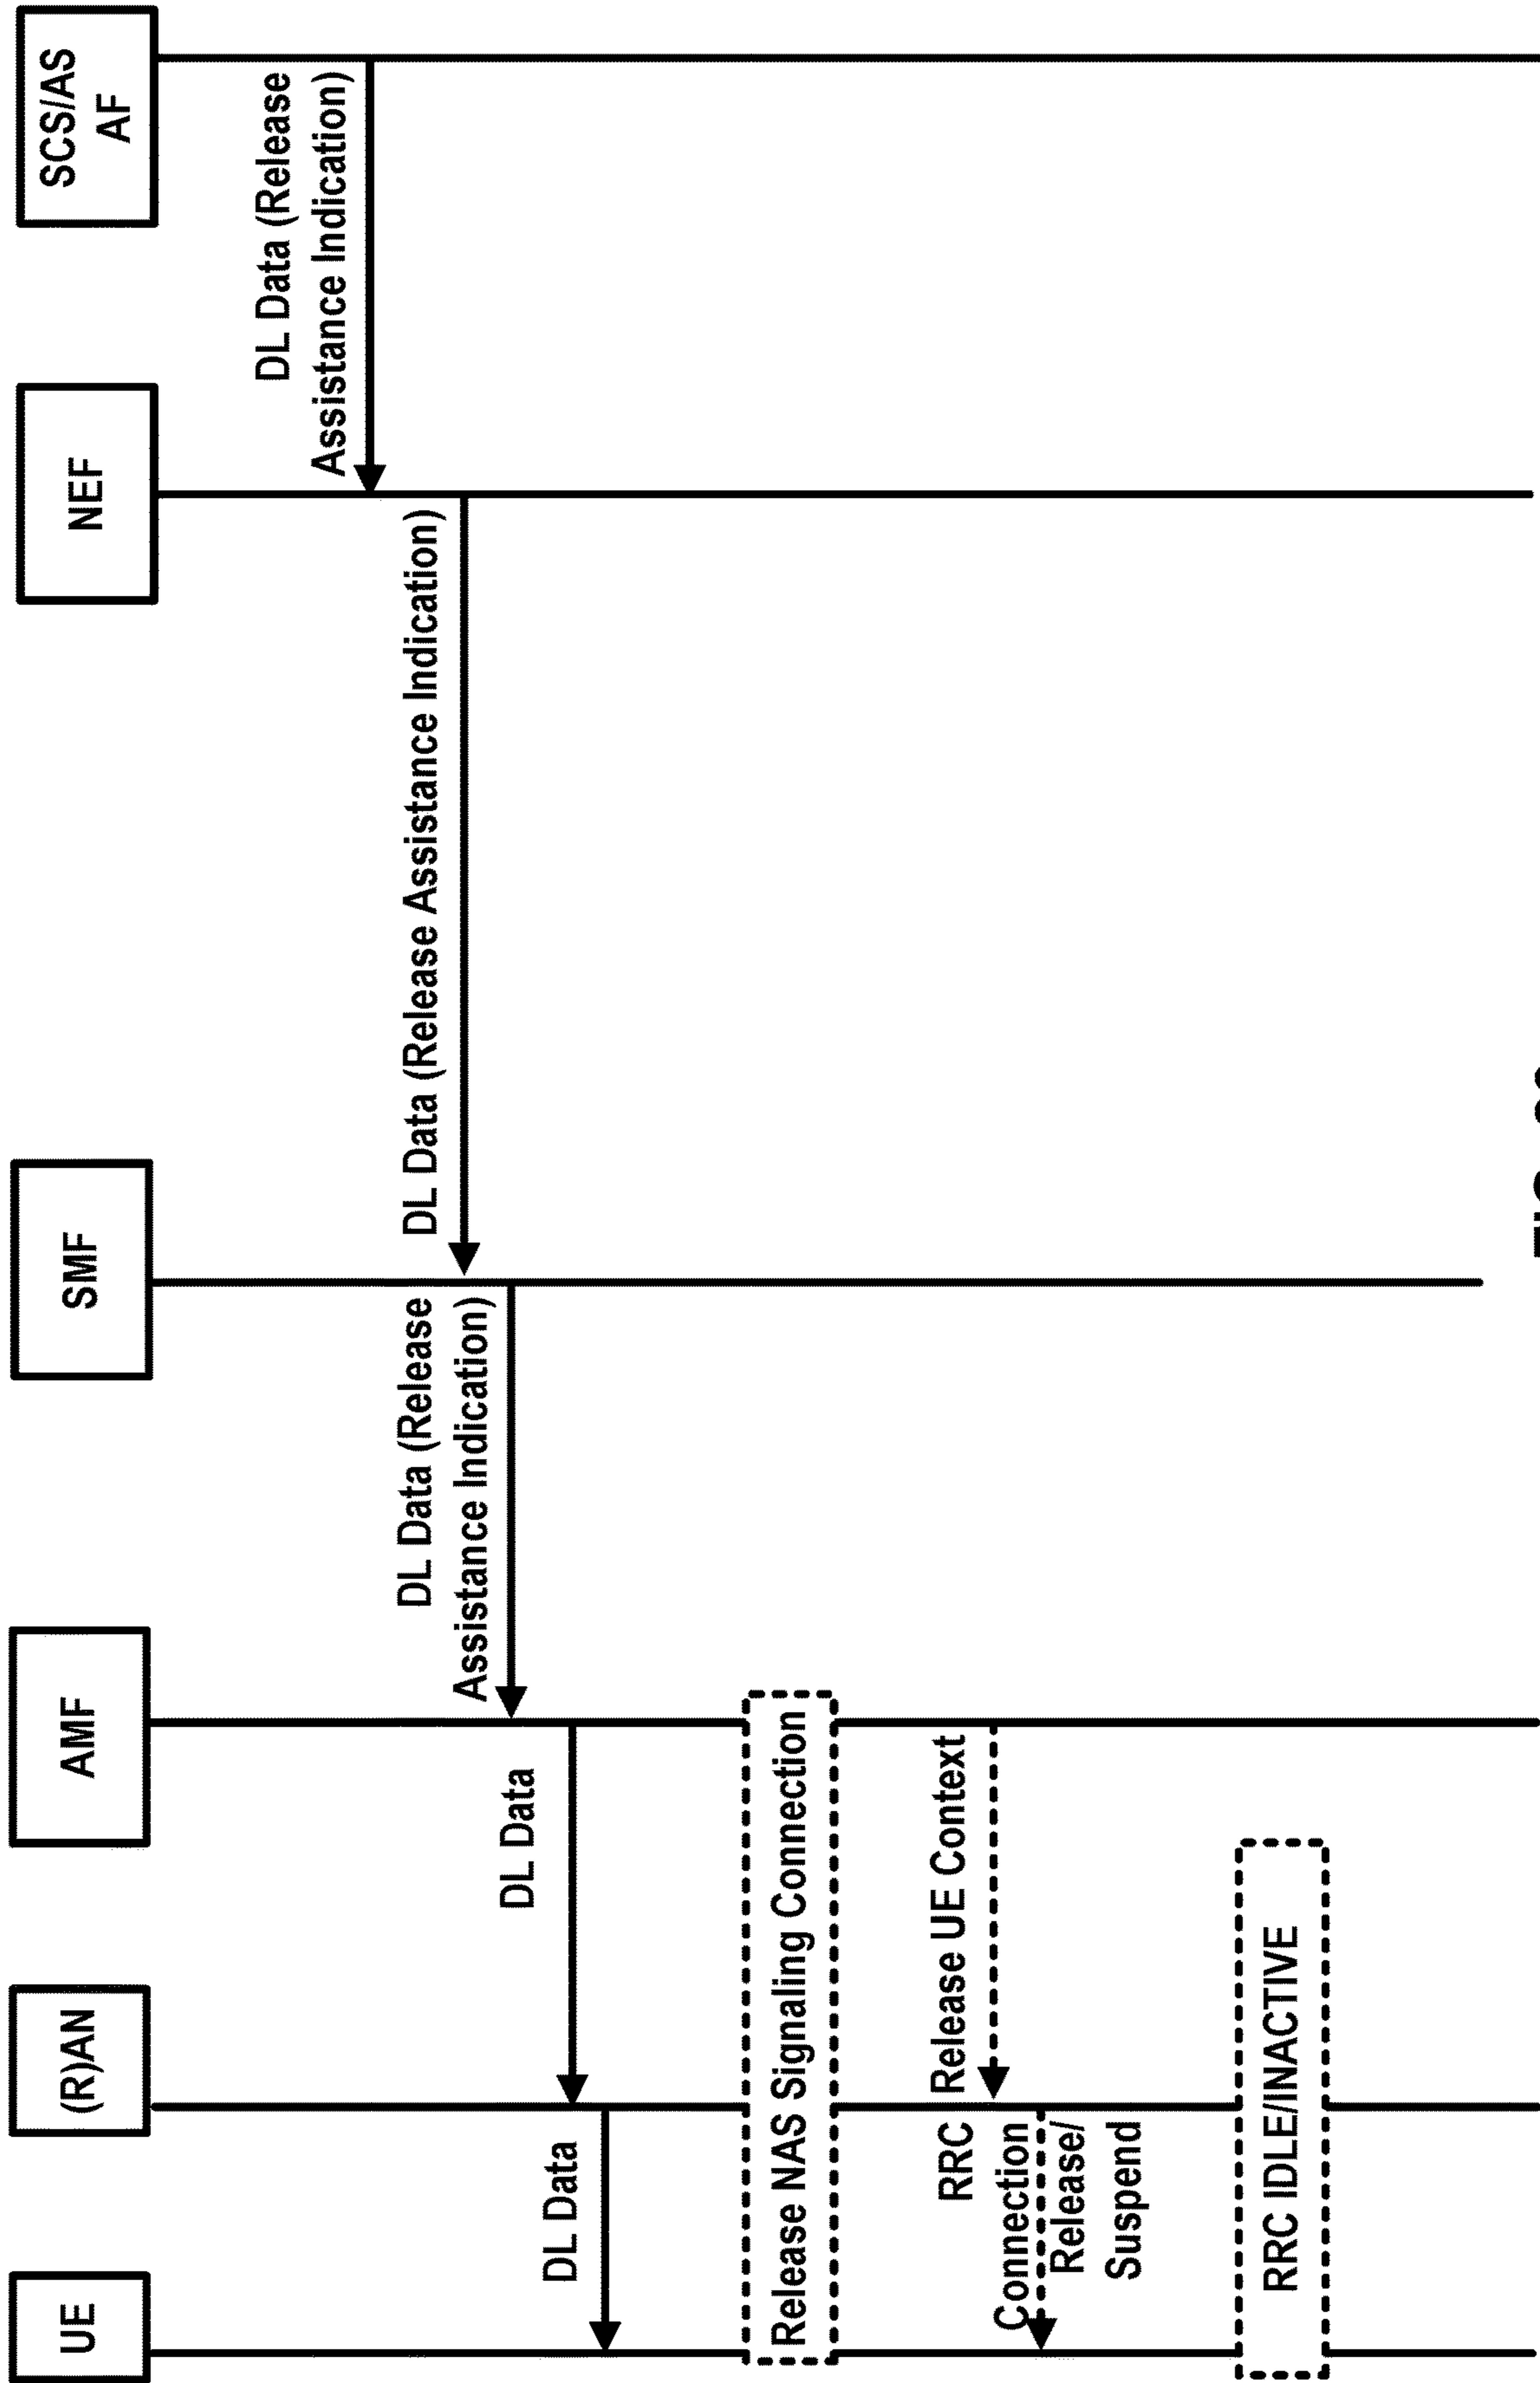 UE
(R)AN
AMF
SMF
NEF
SCS/AS
AF
DL Data (Release
Assistance Indication)
DL Data (Release Assistance Indication)
DL Data (Release
Assistance Indication)
DL Data
DL Data
Release NAS Signaling Connection
Release UE Context
RRC
Connection
Release/
Suspend
RRC IDLE/INACTIVE